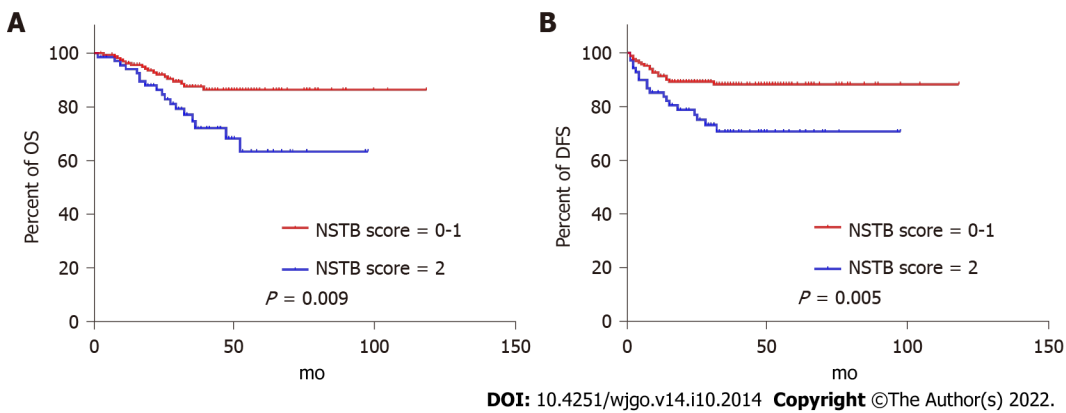 A
Percent of OS
100
80
60
40
20
0
0 50 100 150
mo
NSTB score = 0-1
NSTB score = 2
P = 0.009
B
Percent of DFS
100
80
60
40
20
0
0 50 100 150
mo
NSTB score = 0-1
NSTB score = 2
P = 0.005
DOI: 10.4251/wjgo.v14.i10.2014 Copyright ©The Author(s) 2022.